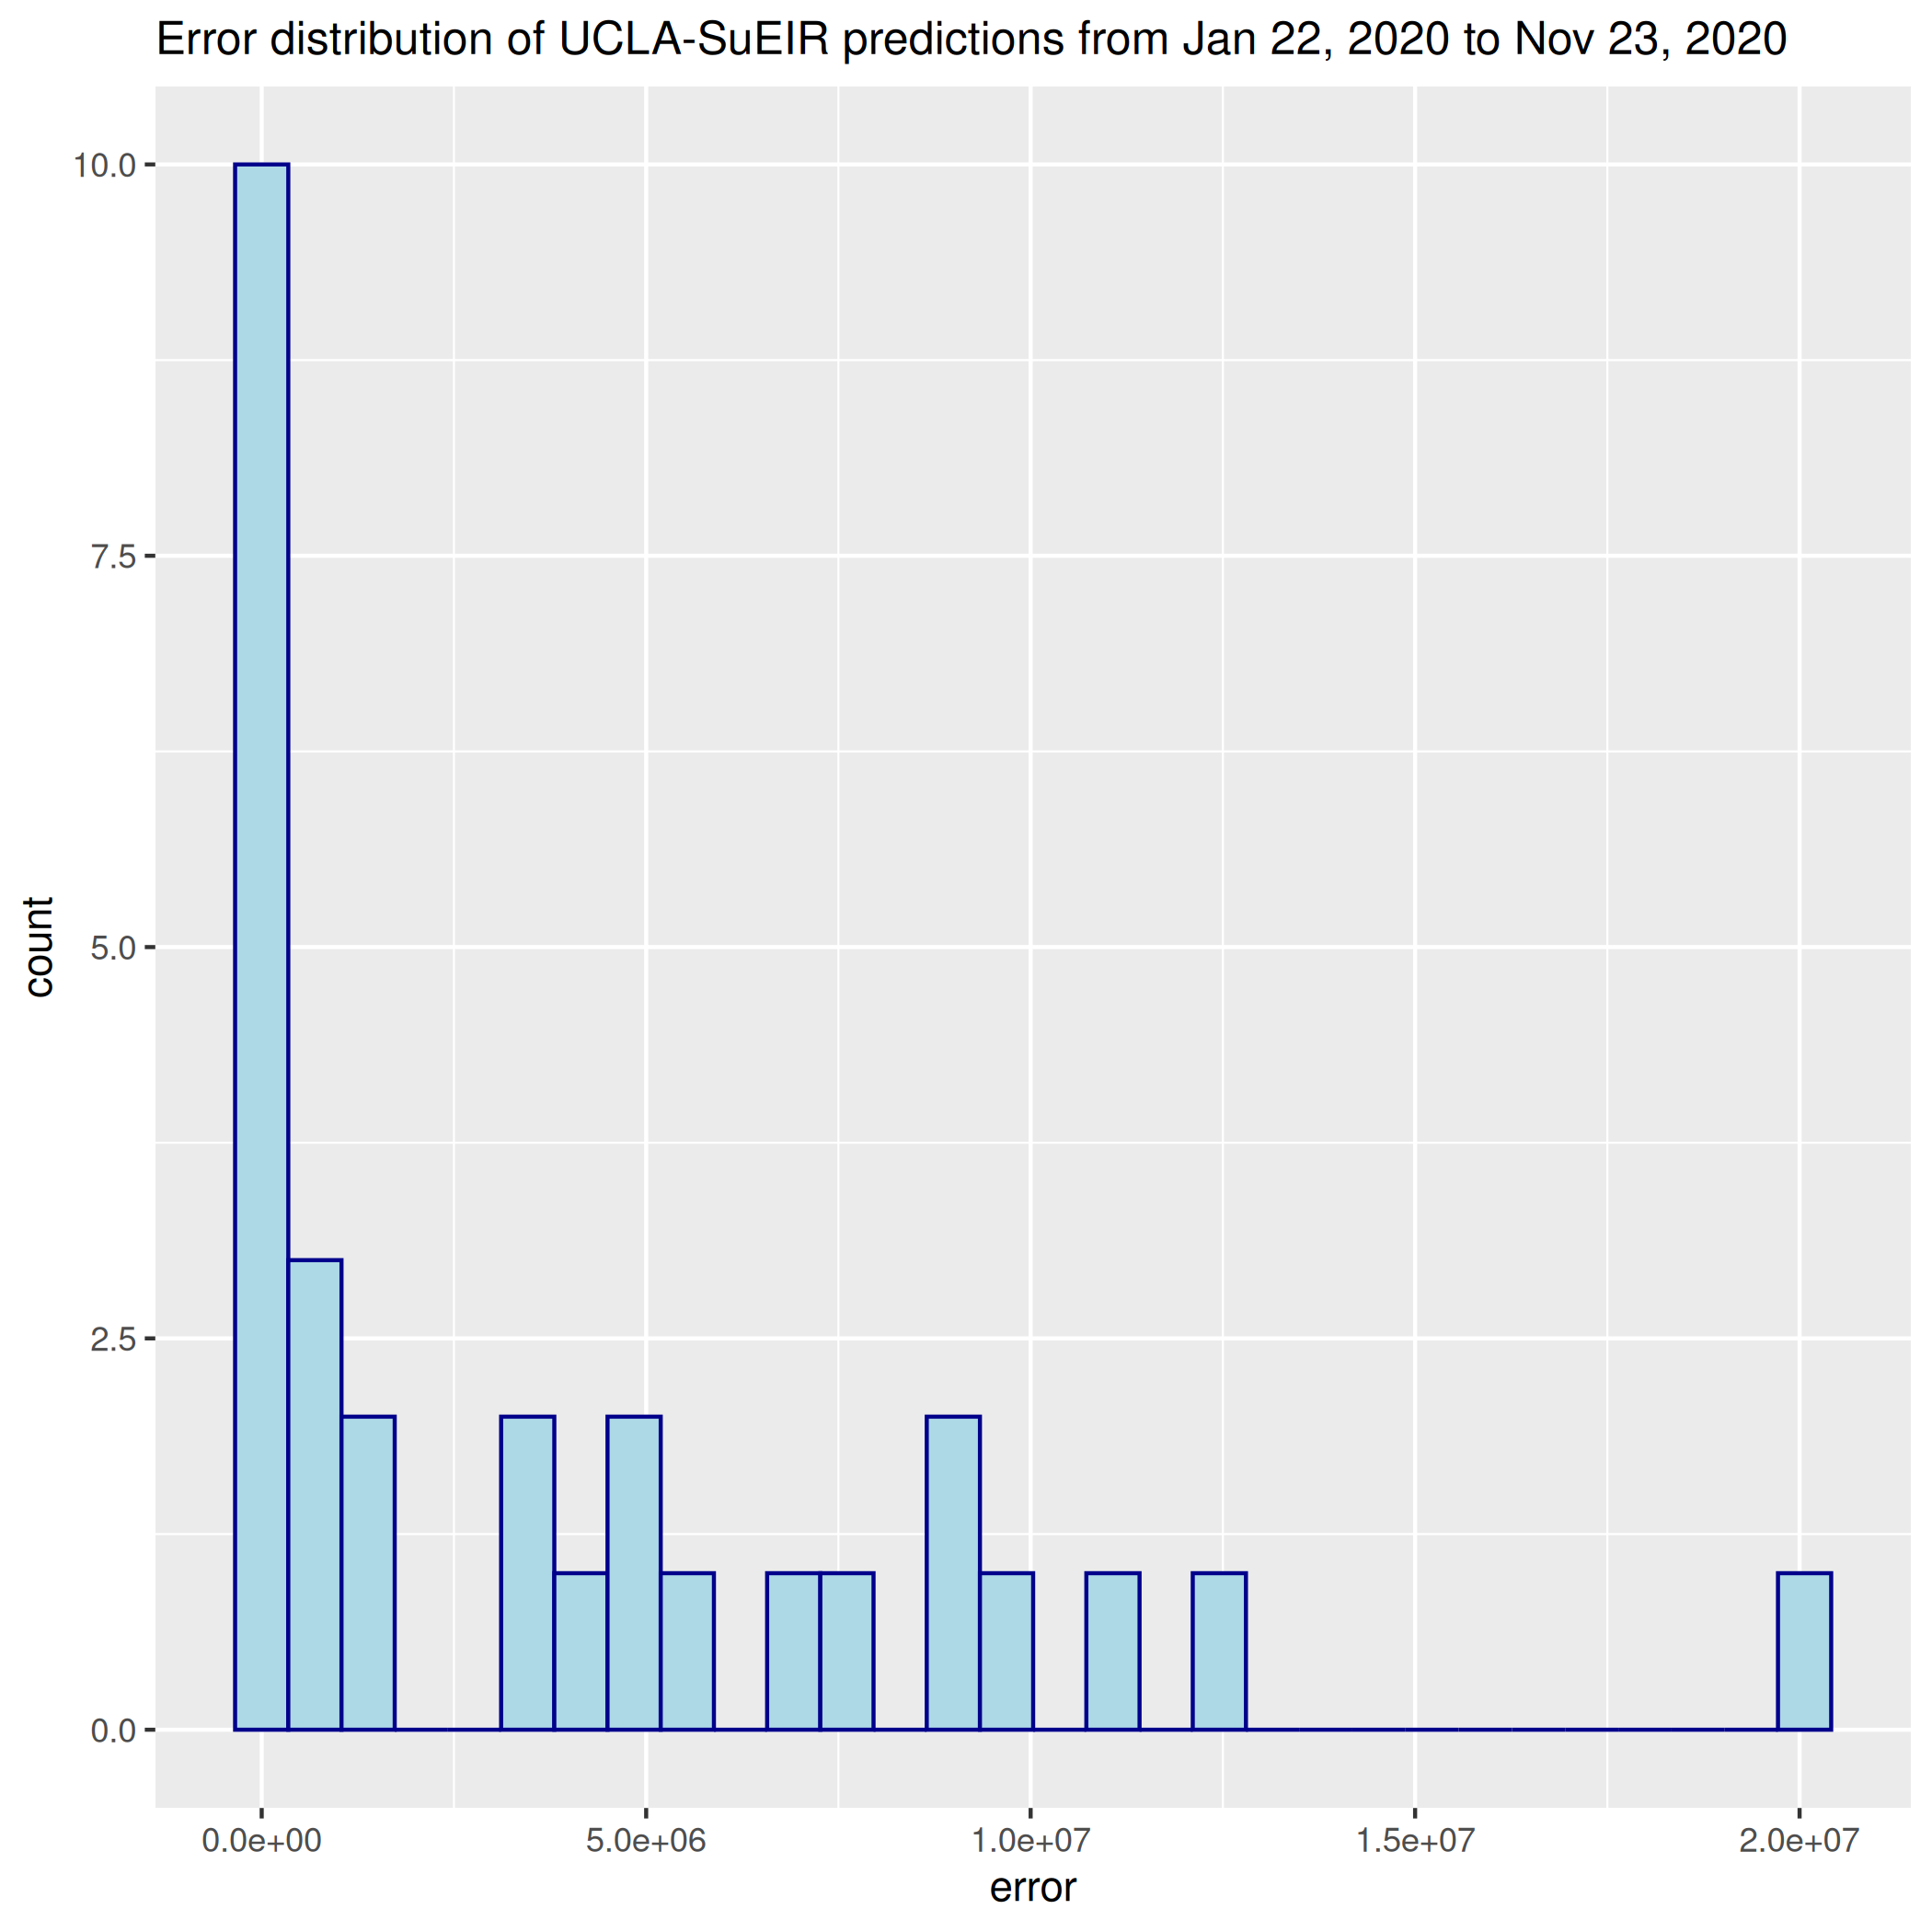 Error distribution of UCLA-SuEIR predictions from Jan 22, 2020 to Nov 23, 2020
10.0
7.5
5.0
2.5
0.0
count
0.0e+00 5.0e+06 1.0e+07 1.5e+07 2.0e+07
error